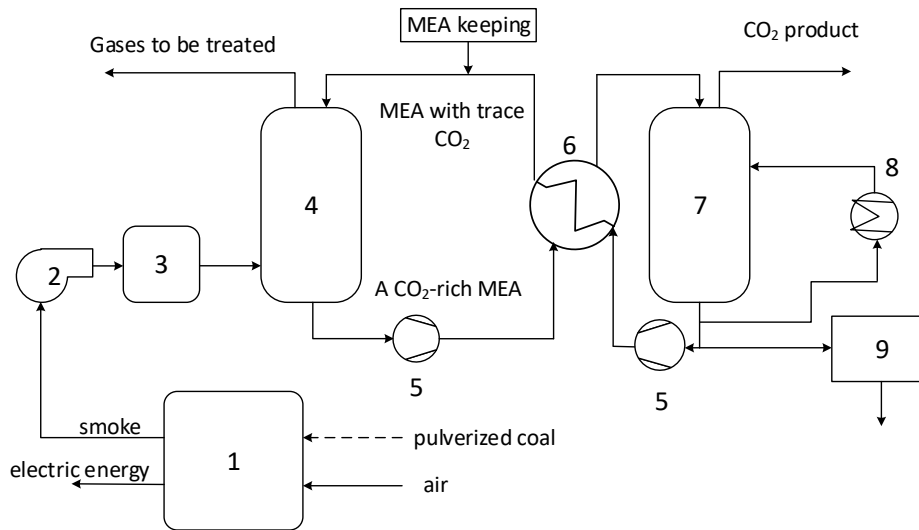 MEA keeping
Gases to be treated
CO₂ product
MEA with trace
CO₂
6
8
4
7
2
3
A CO₂-rich MEA
5
5
9
smoke
pulverized coal
1
electric energy
air